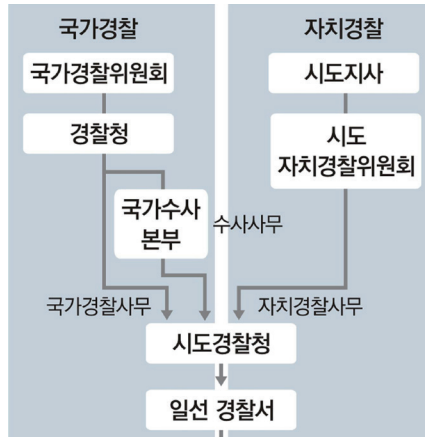 국가경찰
자치경찰
국가경찰위원회
시도지사
경찰청
시도
자치경찰위원회
국가수사
본부
수사사무
국가경찰사무
자치경찰사무
시도경찰청
일선 경찰서